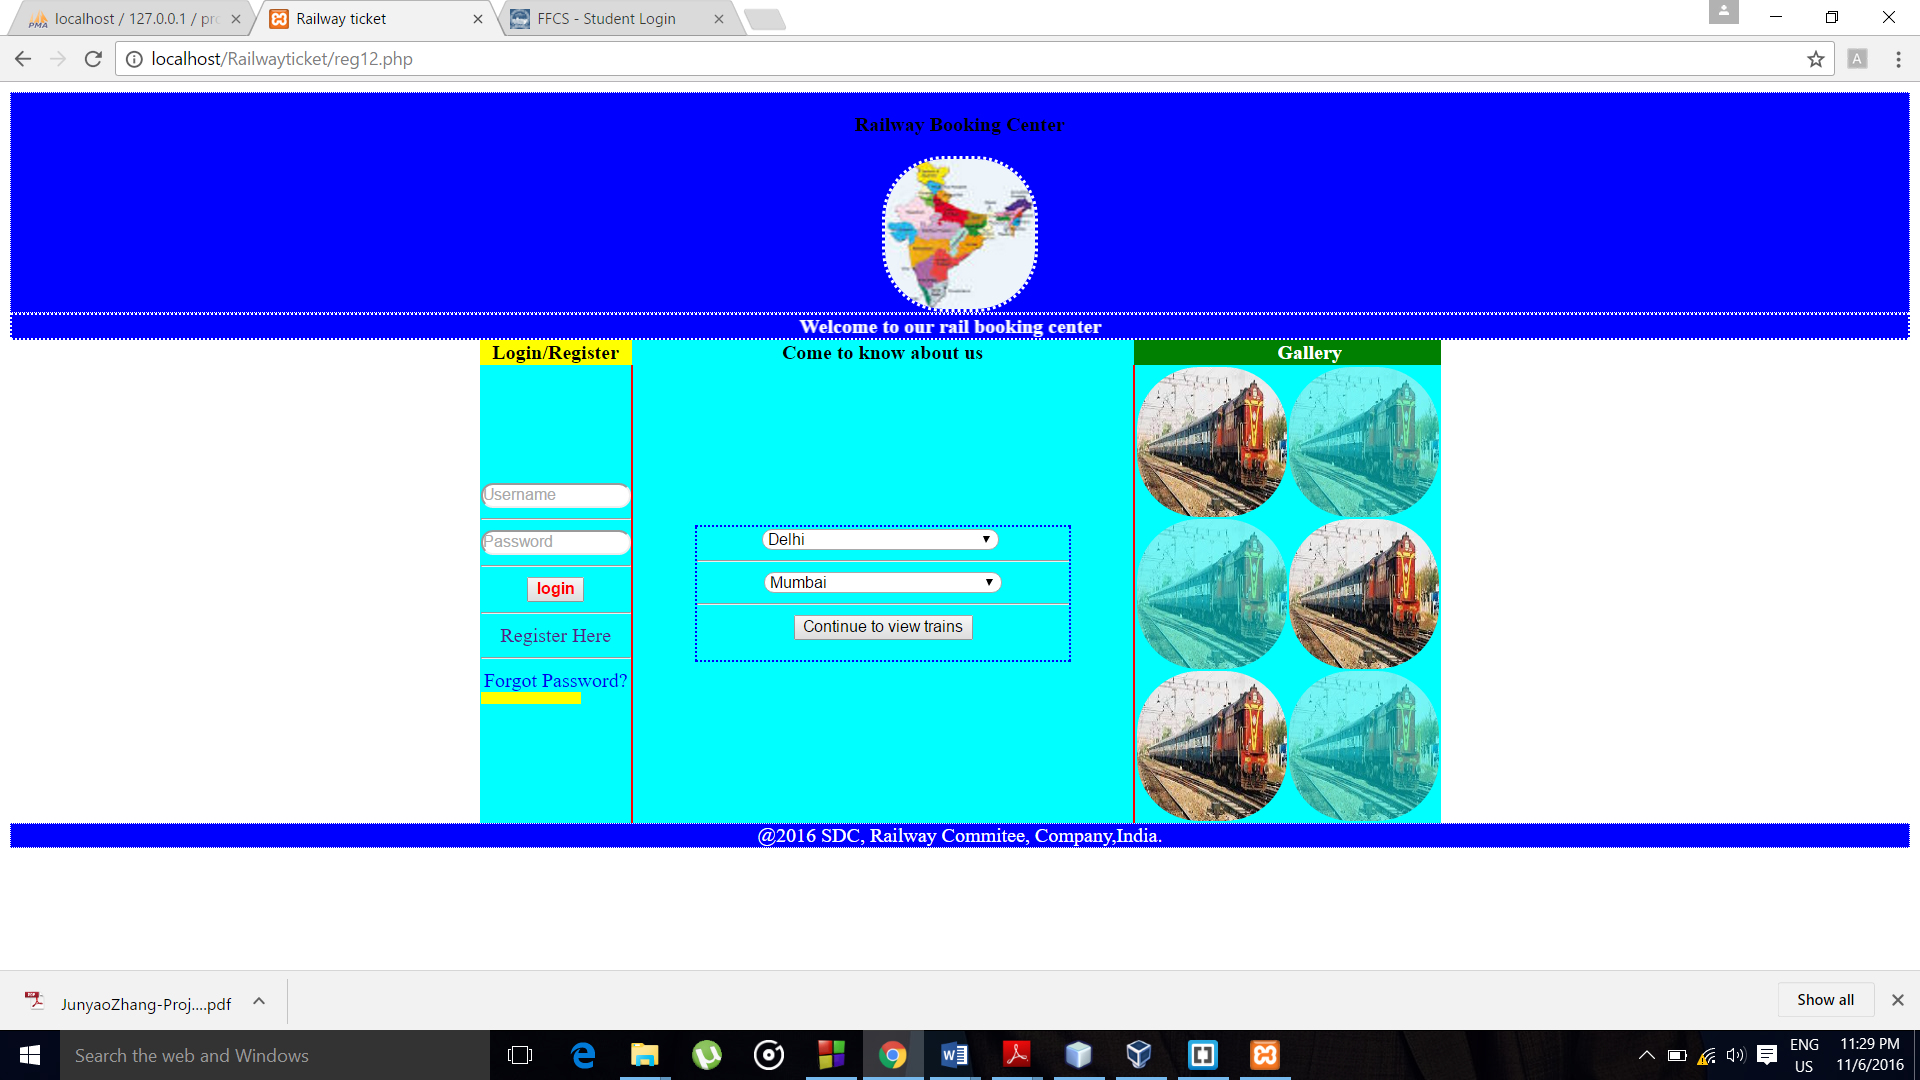 localhost / 127.0.0.1 / pro
Railway ticket
FFCS - Student Login
localhost/Railwayticket/reg12.php
A
Railway Booking Center
Welcome to our rail booking center
Login/Register
Come to know about us
Gallery
Username
Password
login
Register Here
Forgot Password?
Delhi
Mumbai
Continue to view trains
@2016 SDC, Railway Commitee, Company,India.
JunyaoZhang-Proj....pdf
Show all
Search the web and Windows
ENG
US
11:29 PM
11/6/2016